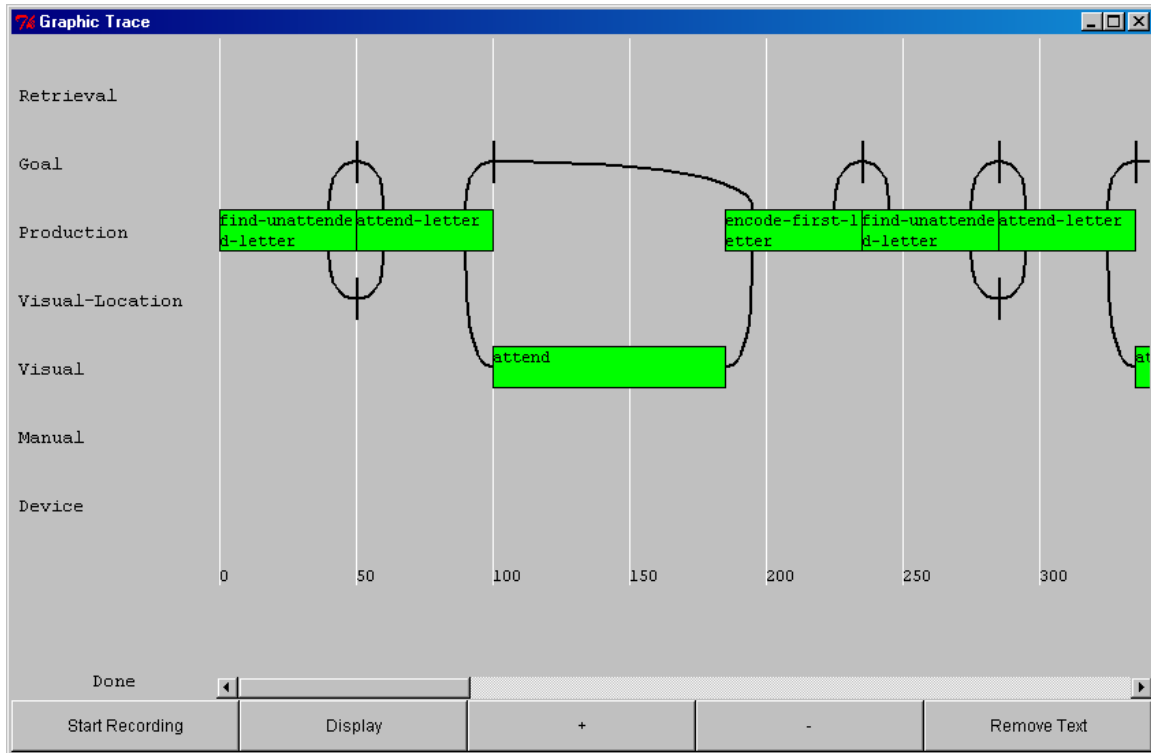 Graphic Trace
Retrieval
Goal
Production
find-unattende
d-letter
attend-letter
encode-first-l
etter
find-unattende
d-letter
attend-letter
Visual-Location
Visual
attend
at
Manual
Device
0 50 100 150 200 250 300
Done
Start Recording Display + - Remove Text